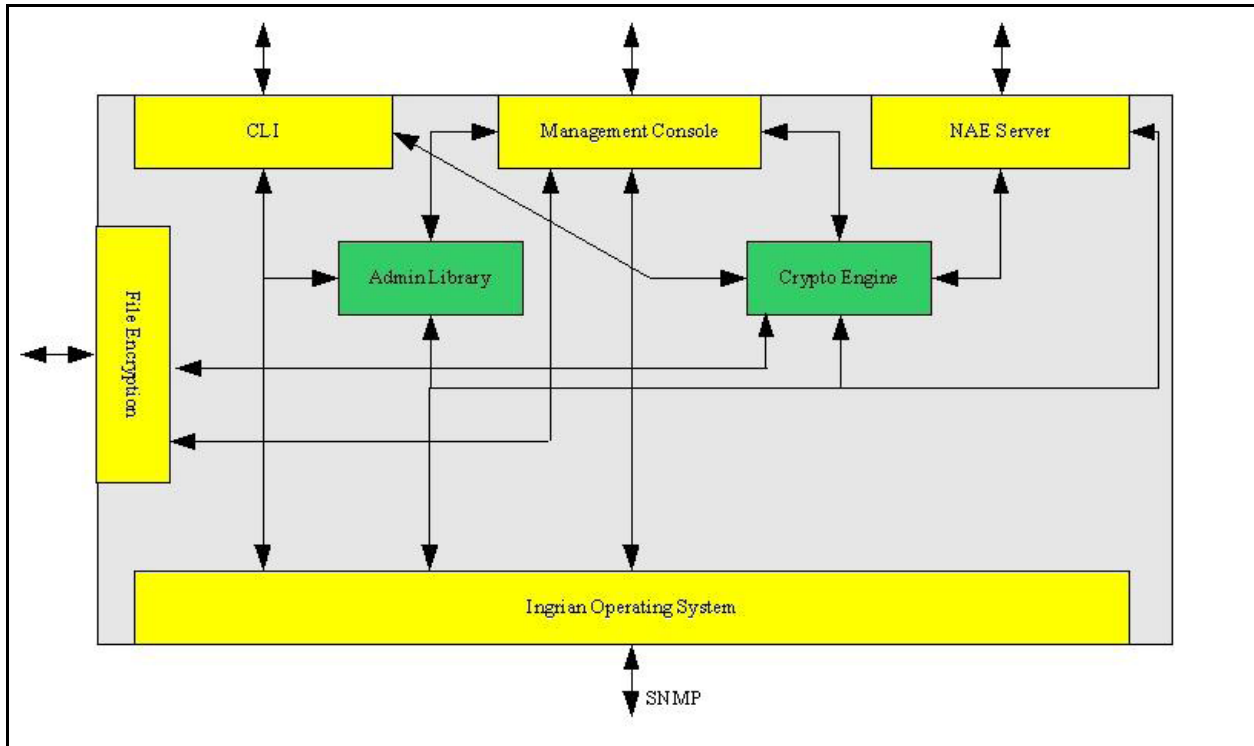 CLI
Management Console
NAE Server
Admin Library
Crypto Engine
File Encryption
Ingrian Operating System
SNMP